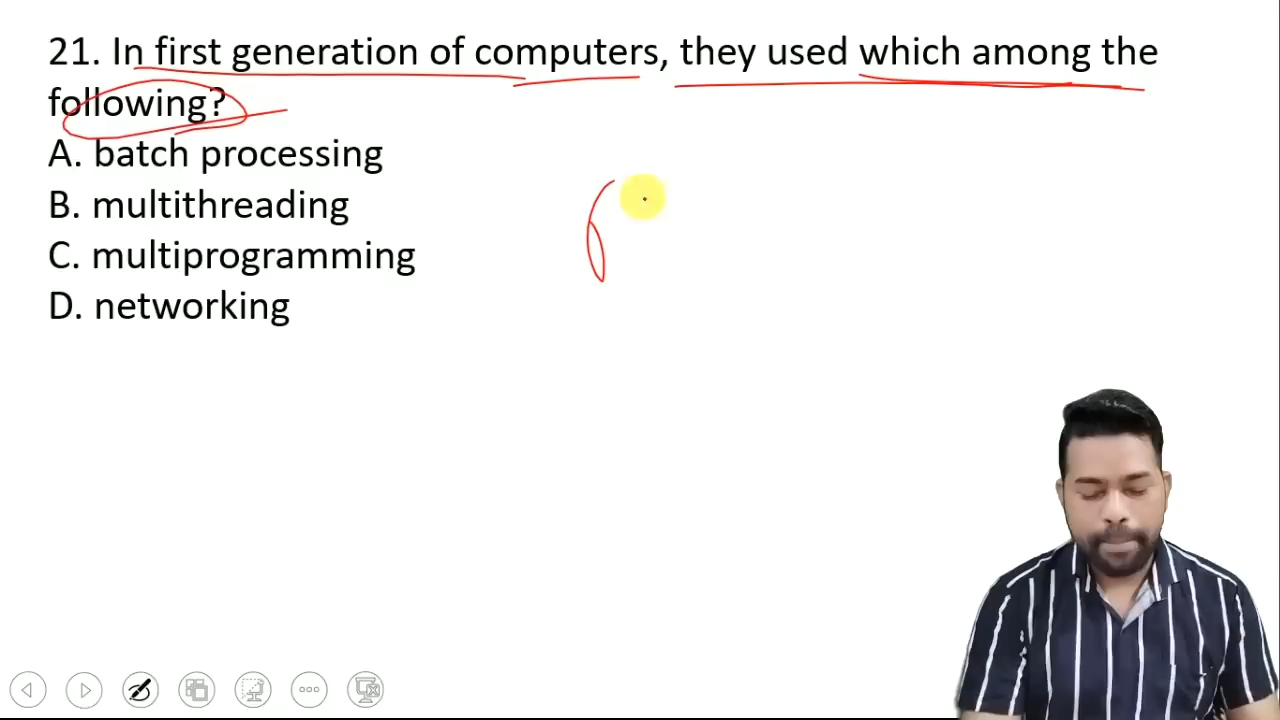 21. In first generation of computers, they used which among the
following?
A. batch processing
B. multithreading
C. multiprogramming
D. networking